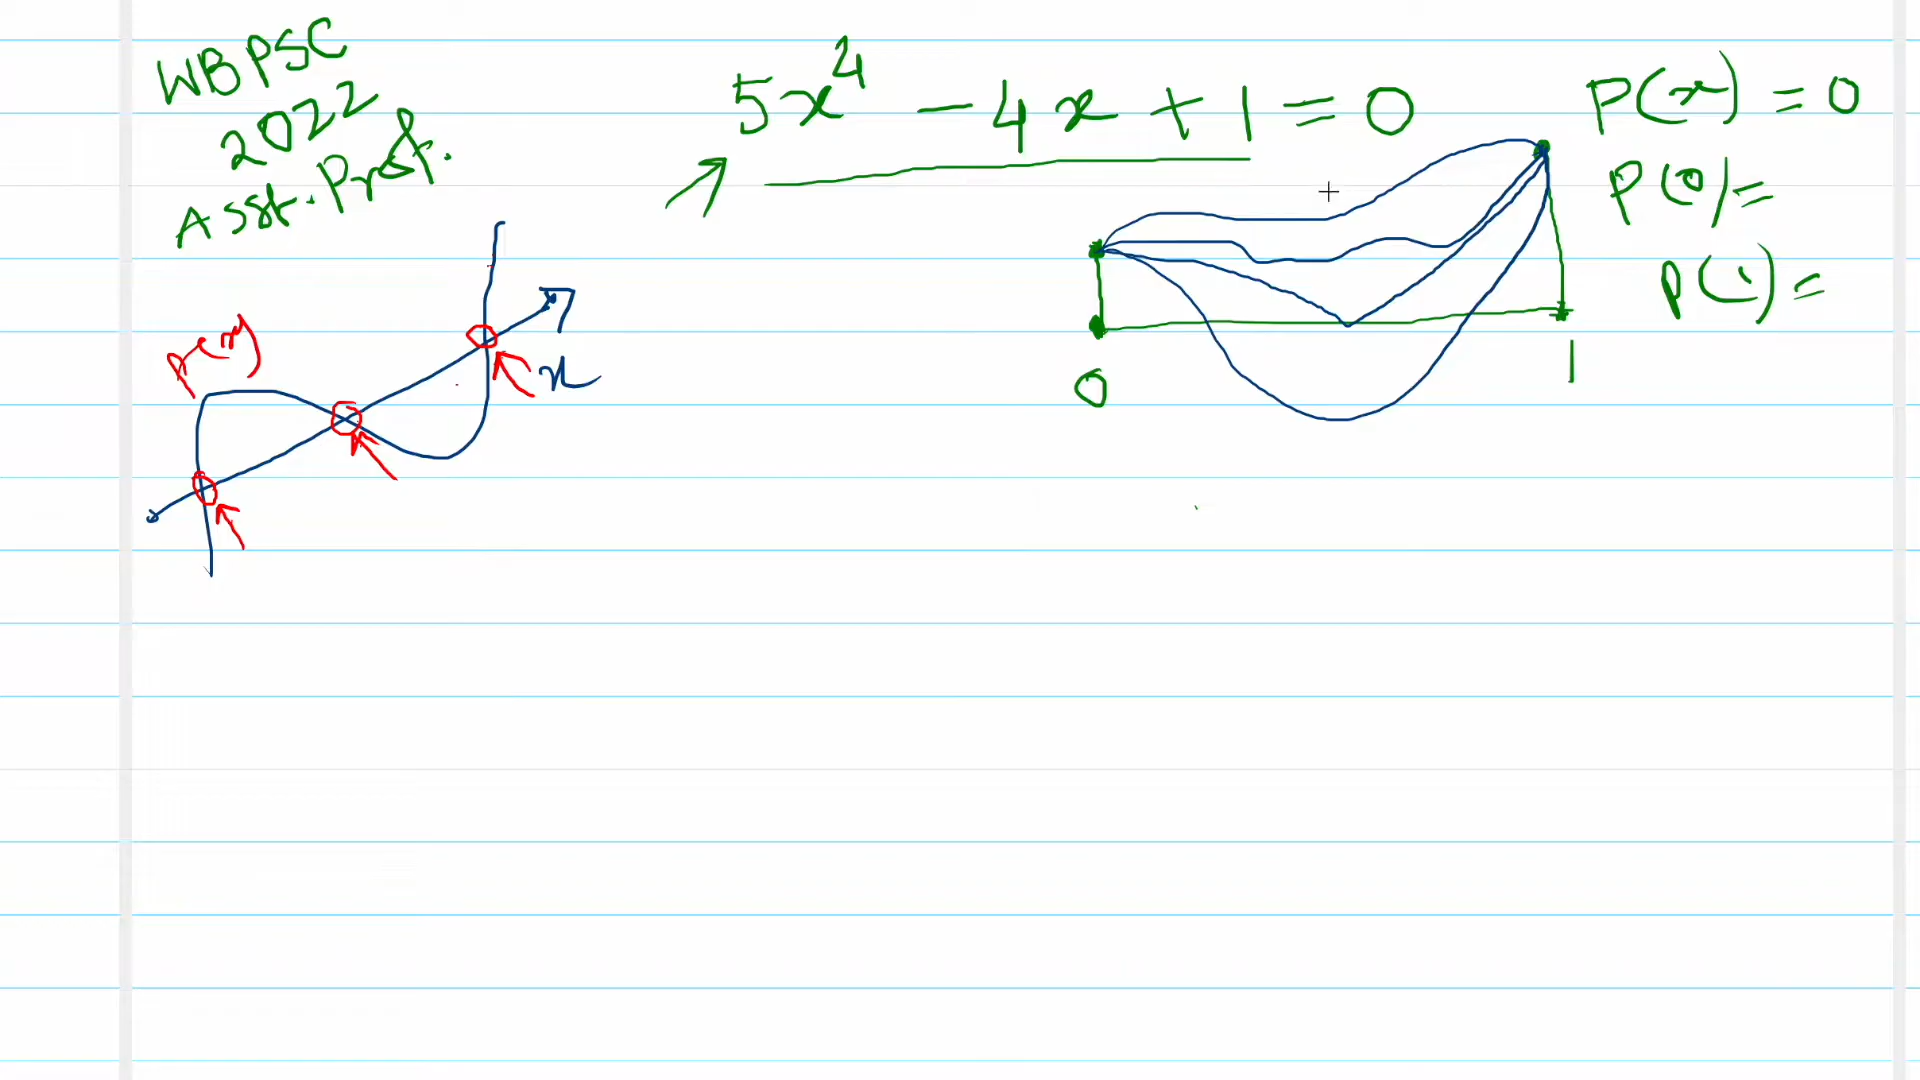 WBPSC
2022
Asst. Prof.
5x⁴ - 4x + 1 = 0
P(x) = 0
P(0) =
P(1) =
P(x)
x
0
1